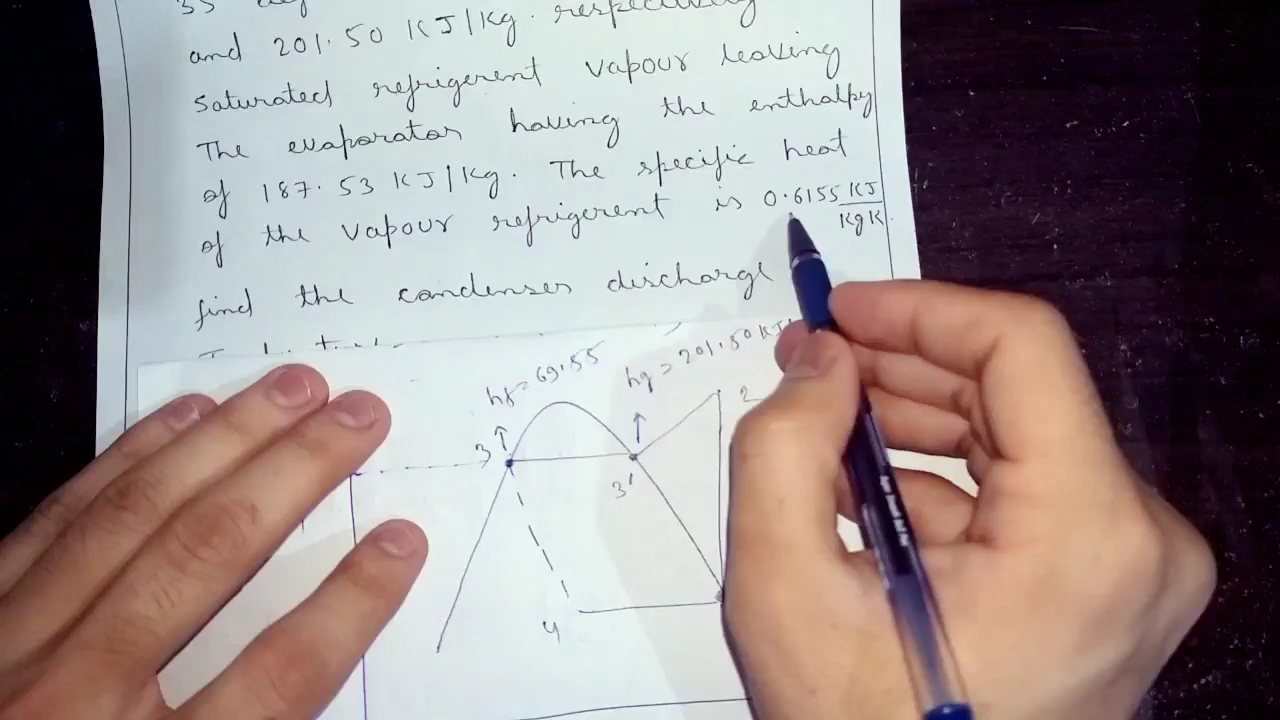 35 deg
and 201.50 KJ/Kg. respectively
saturated refrigerent vapour leaving
The evaporator having the enthalpy
of 187.53 KJ/Kg. The specific heat
of the vapour refrigerent is 0.6155 KJ/KgK.
find the condenser discharge
hf = 69.55
hg = 201.50 KJ
2
3
3'
4